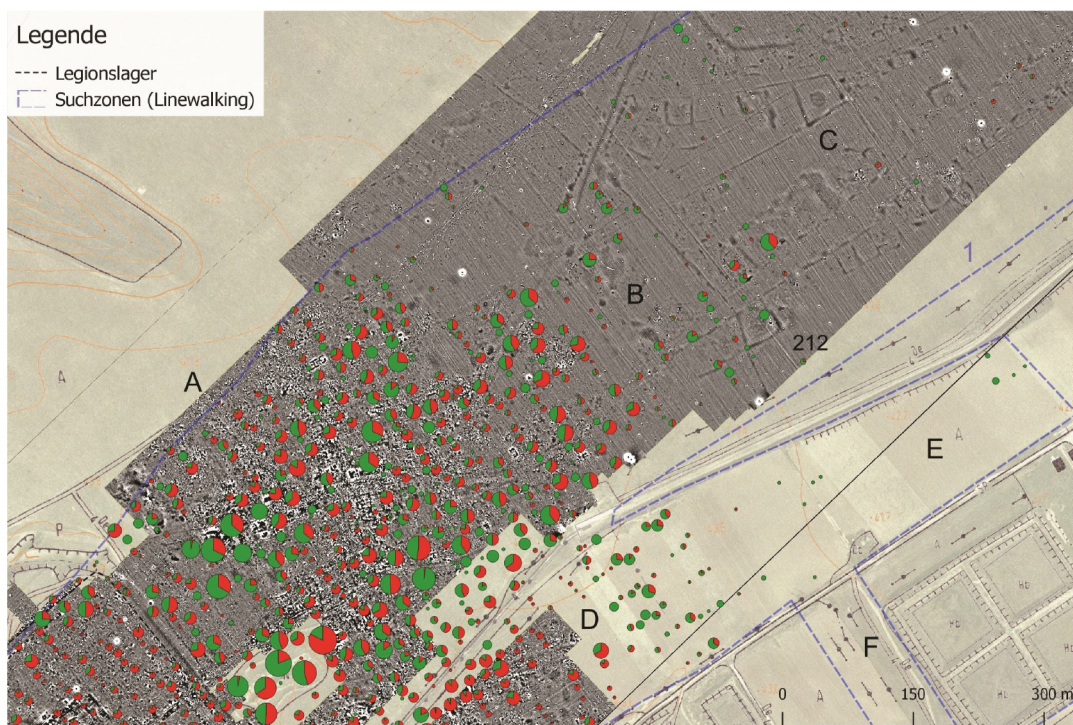 Legende
Legionslager
Suchzonen (Linewalking)
C
1
B
212
A
A
E
A
D
F
A
0
150
300 m